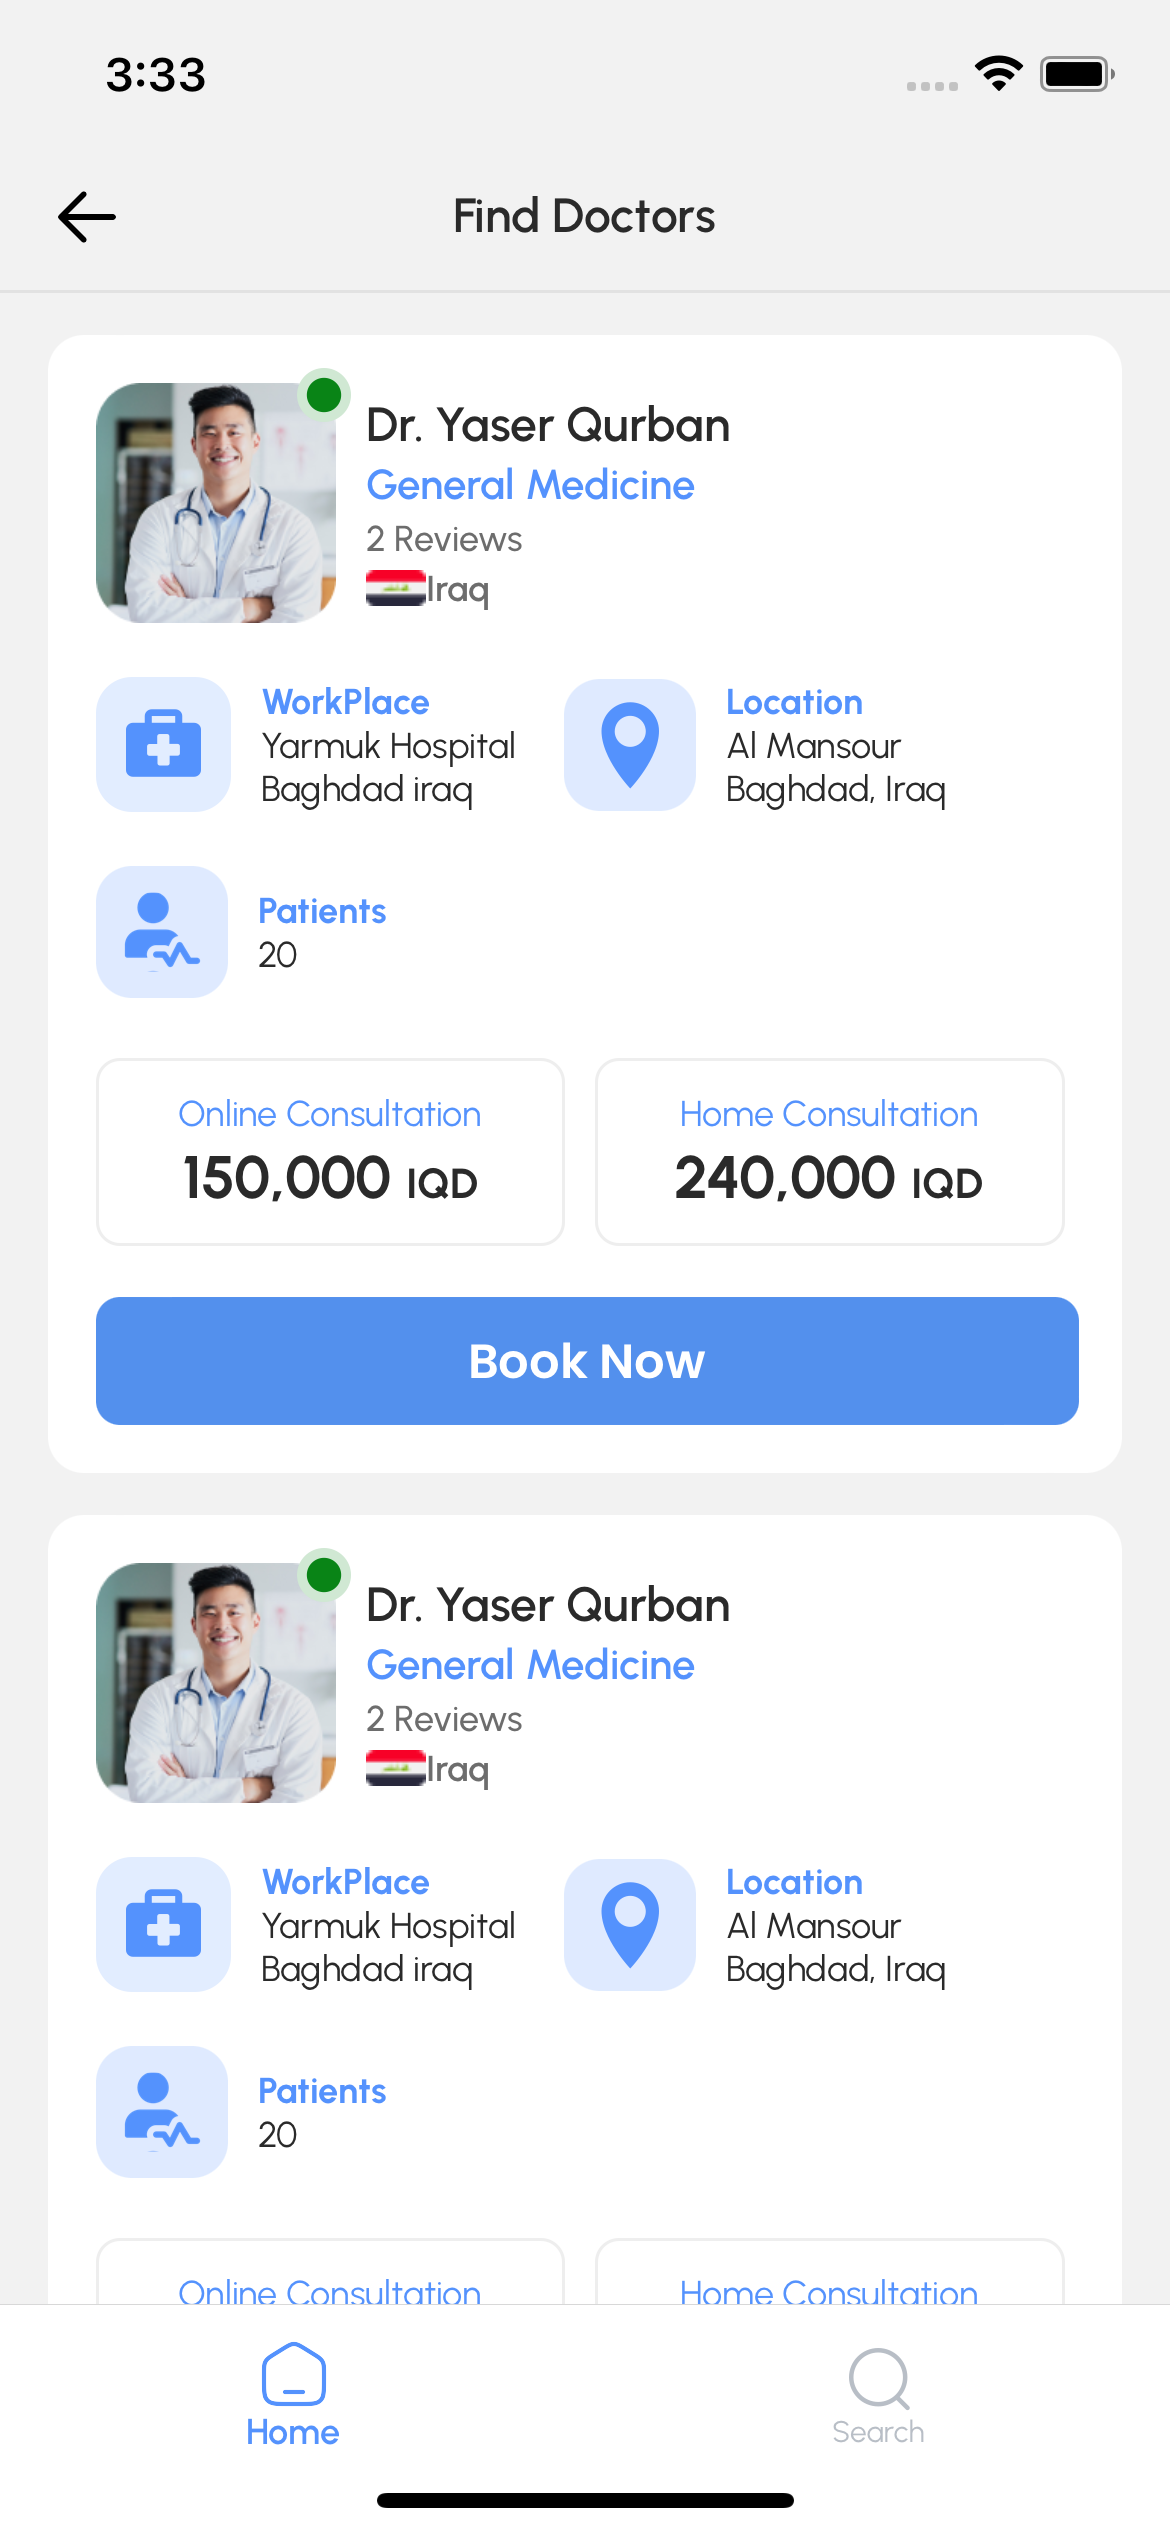 3:33
Find Doctors
Dr. Yaser Qurban
General Medicine
2 Reviews
Iraq
WorkPlace
Yarmuk Hospital
Baghdad iraq
Location
Al Mansour
Baghdad, Iraq
Patients
20
Online Consultation
150,000 IQD
Home Consultation
240,000 IQD
Book Now
Dr. Yaser Qurban
General Medicine
2 Reviews
Iraq
WorkPlace
Yarmuk Hospital
Baghdad iraq
Location
Al Mansour
Baghdad, Iraq
Patients
20
Online Consultation
Home Consultation
Home
Search